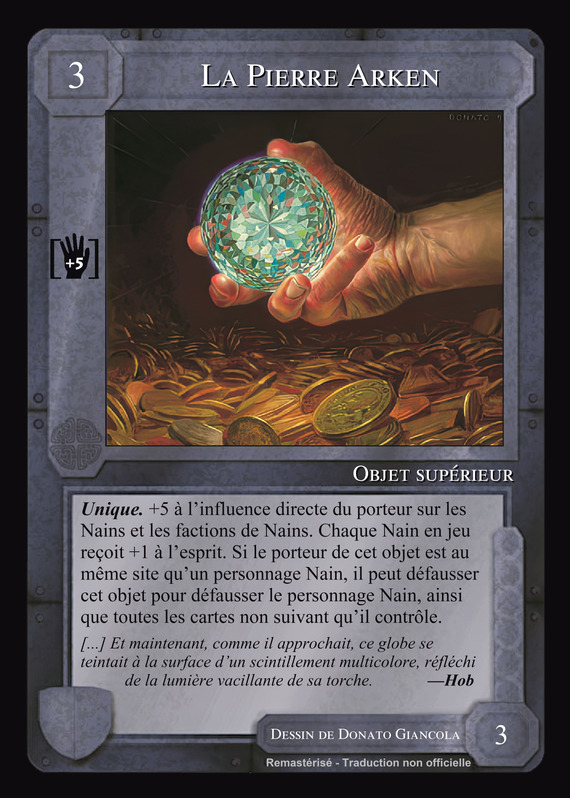 3
La Pierre Arken
DONATO
[+5]
Objet supérieur
Unique. +5 à l'influence directe du porteur sur les
Nains et les factions de Nains. Chaque Nain en jeu
reçoit +1 à l'esprit. Si le porteur de cet objet est au
même site qu'un personnage Nain, il peut défausser
cet objet pour défausser le personnage Nain, ainsi
que toutes les cartes non suivant qu'il contrôle.
[...] Et maintenant, comme il approchait, ce globe se
teintait à la surface d'un scintillement multicolore, réfléchi
de la lumière vacillante de sa torche. —Hob
Dessin de Donato Giancola
3
Remastérisé - Traduction non officielle